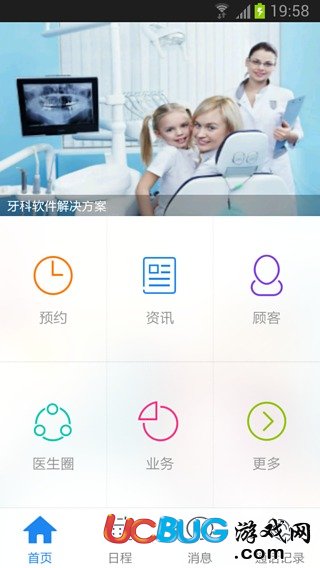 19:58
牙科软件解决方案
预约
资讯
顾客
医生圈
业务
更多
首页
日程
消息
通话记录
UCBUG游戏网
.com